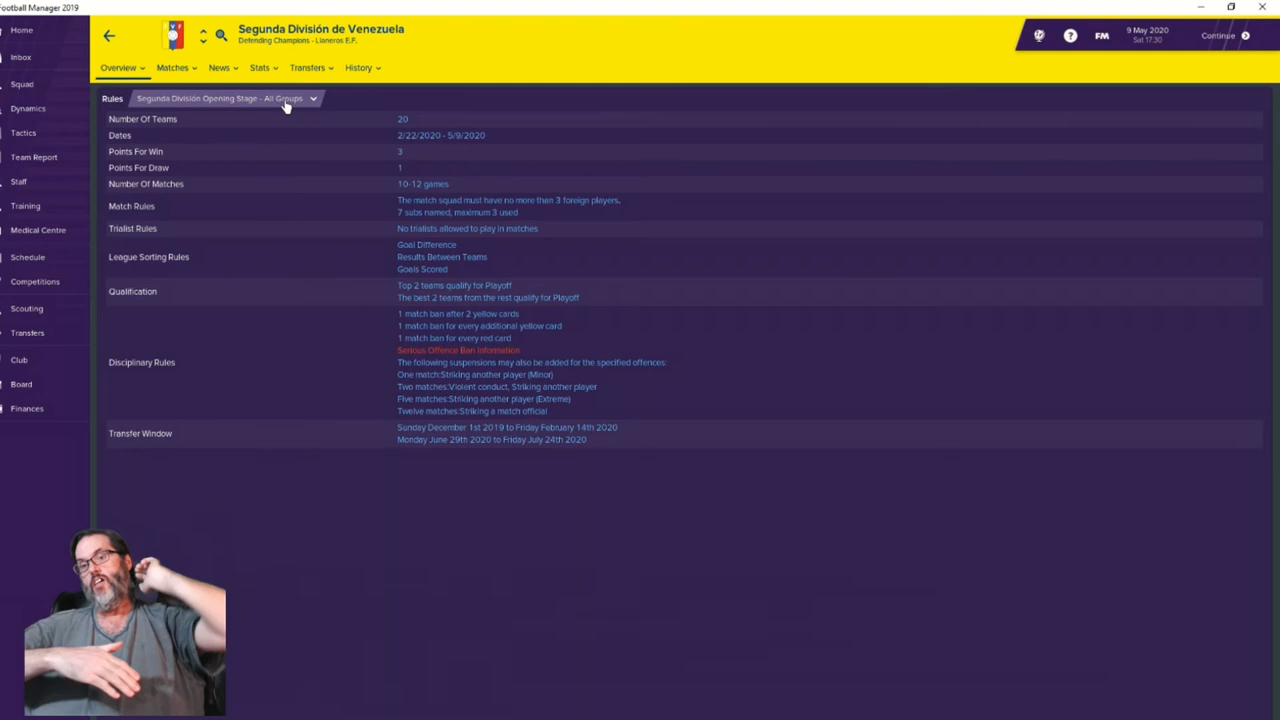 Football Manager 2019
Segunda División de Venezuela
Defending Champions - Llaneros E.F.
9 May 2020
Sat 17:30
FM
Continue
Overview
Matches
News
Stats
Transfers
History
Home
Inbox
Squad
Dynamics
Tactics
Team Report
Staff
Training
Medical Centre
Schedule
Competitions
Scouting
Transfers
Club
Board
Finances
Rules
Segunda División Opening Stage - All Groups
Number Of Teams 20
Dates 2/22/2020 - 5/9/2020
Points For Win 3
Points For Draw 1
Number Of Matches 10-12 games
Match Rules The match squad must have no more than 3 foreign players,
7 subs named, maximum 3 used
Trialist Rules No trialists allowed to play in matches
League Sorting Rules Goal Difference
Results Between Teams
Goals Scored
Qualification Top 2 teams qualify for Playoff
The best 2 teams from the rest qualify for Playoff
Disciplinary Rules 1 match ban after 2 yellow cards
1 match ban for every additional yellow card
1 match ban for every red card
Serious Offence Ban Information
The following suspensions may also be added for the specified offences:
One match:Striking another player (Minor)
Two matches:Violent conduct, Striking another player
Five matches:Striking another player (Extreme)
Twelve matches:Striking a match official
Transfer Window Sunday December 1st 2019 to Friday February 14th 2020
Monday June 29th 2020 to Friday July 24th 2020